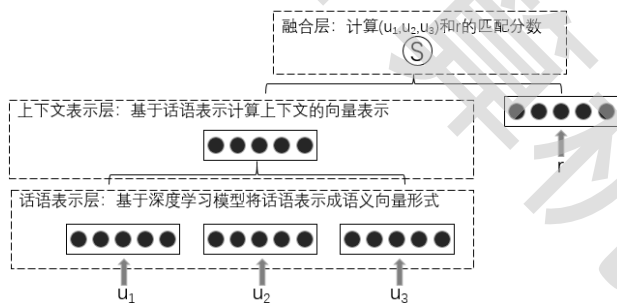 融合层：计算(u₁,u₂,u₃)和r的匹配分数
S
上下文表示层：基于话语表示计算上下文的向量表示
r
话语表示层：基于深度学习模型将话语表示成语义向量形式
u₁
u₂
u₃